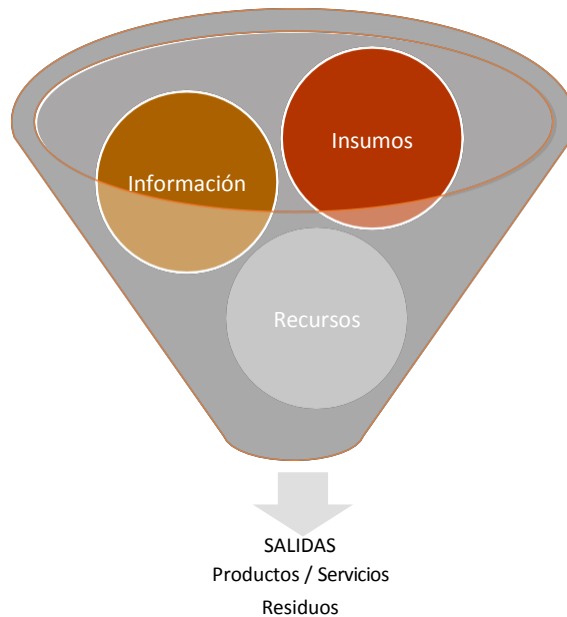 Insumos
Información
Recursos
SALIDAS
Productos / Servicios
Residuos